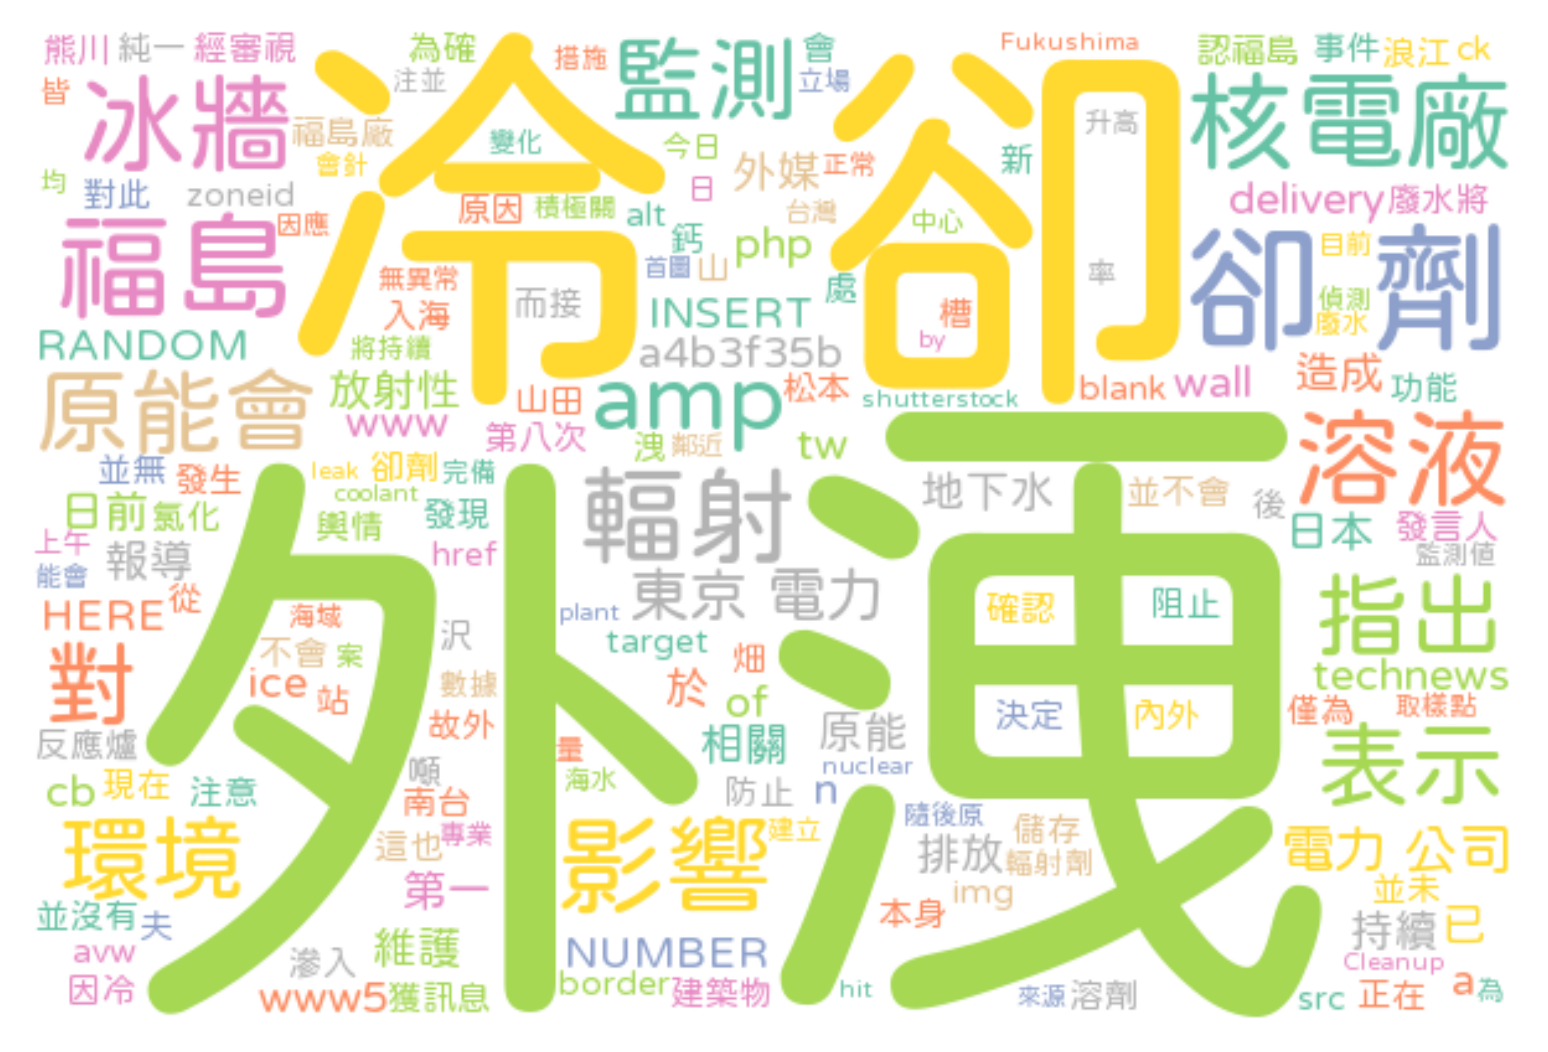 熊川 純一 經審視 為確 措施 會 Fukushima 認福島 事件 浪江 ck
皆 冰牆 注並 冷卻 監測 立場 核電廠
福島廠 變化 今日 外媒 正常 新 升高
均 會針 對此 zoneid 日 delivery 廢水將
福島 因應 原因 積極關 alt 台灣 中心 卻 劑 目前
鈣 php 首圖 山 處 率 偵測
無異常 而接 入海 INSERT 槽 by 廢水
RANDOM 將持續 a4b3f35b 造成
原能會 放射性 山田 amp 松本 shutterstock blank wall 功能
www 第八次 洩 鄰近 tw 溶液
並無 發生 leak 卻劑 完備 輻射 地下水 並不會 後
日前 氯化 coolant 輿情 發現 日本 發言人
上午 報導 href 外洩 監測值
能會 東京 電力 指出
HERE 從 海域 plant 確認 阻止
對 不會 案 沢 target 畑 technews
ice 站 數據 於 of 決定 內外 僅為 取樣點
反應爐 故外 量 相關 原能 表示
cb 現在 注意 噸 海水 防止 n nuclear
南台 隨後原 儲存
環境 這也 專業 影響 建立 排放 輻射劑 電力 公司
第一 img 並未
並沒有 夫 本身 持續 已
avw 滲入 維護 NUMBER Cleanup
因冷 www5 獲訊息 border 建築物 hit 來源 溶劑 src 正在 a 為